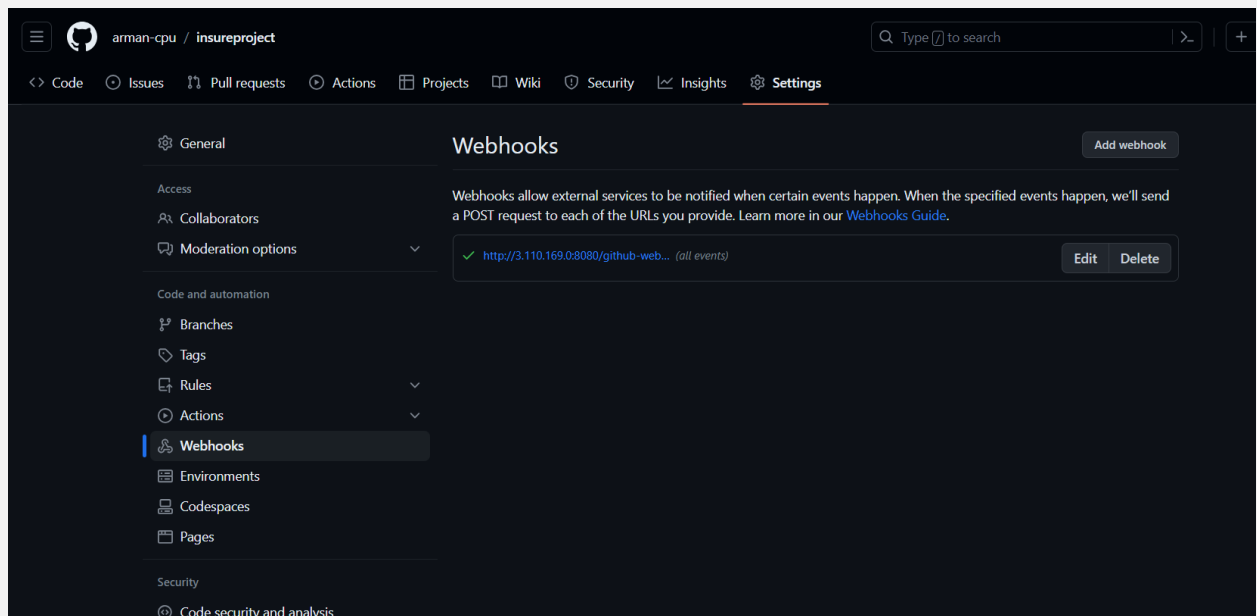 arman-cpu / insureproject
Type / to search
Code Issues Pull requests Actions Projects Wiki Security Insights Settings
General
Access
Collaborators
Moderation options
Code and automation
Branches
Tags
Rules
Actions
Webhooks
Environments
Codespaces
Pages
Security
Code security and analysis
Webhooks
Add webhook
Webhooks allow external services to be notified when certain events happen. When the specified events happen, we’ll send
a POST request to each of the URLs you provide. Learn more in our Webhooks Guide.
http://3.110.169.0:8080/github-web... (all events)
Edit Delete